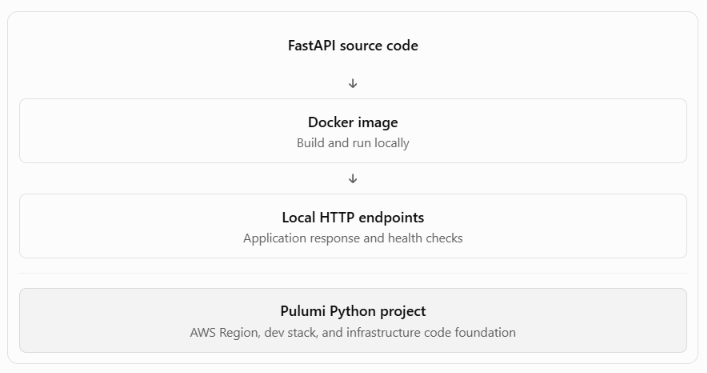 FastAPI source code
↓
Docker image
Build and run locally
↓
Local HTTP endpoints
Application response and health checks
Pulumi Python project
AWS Region, dev stack, and infrastructure code foundation